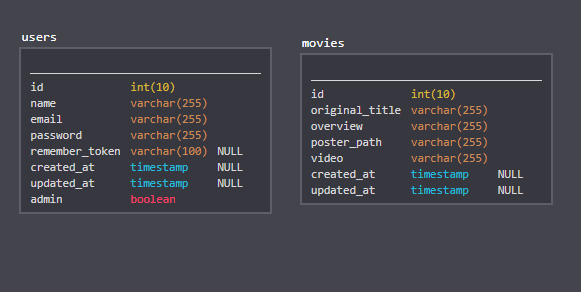 users
id int(10)
name varchar(255)
email varchar(255)
password varchar(255)
remember_token varchar(100) NULL
created_at timestamp NULL
updated_at timestamp NULL
admin boolean
movies
id int(10)
original_title varchar(255)
overview varchar(255)
poster_path varchar(255)
video varchar(255)
created_at timestamp NULL
updated_at timestamp NULL